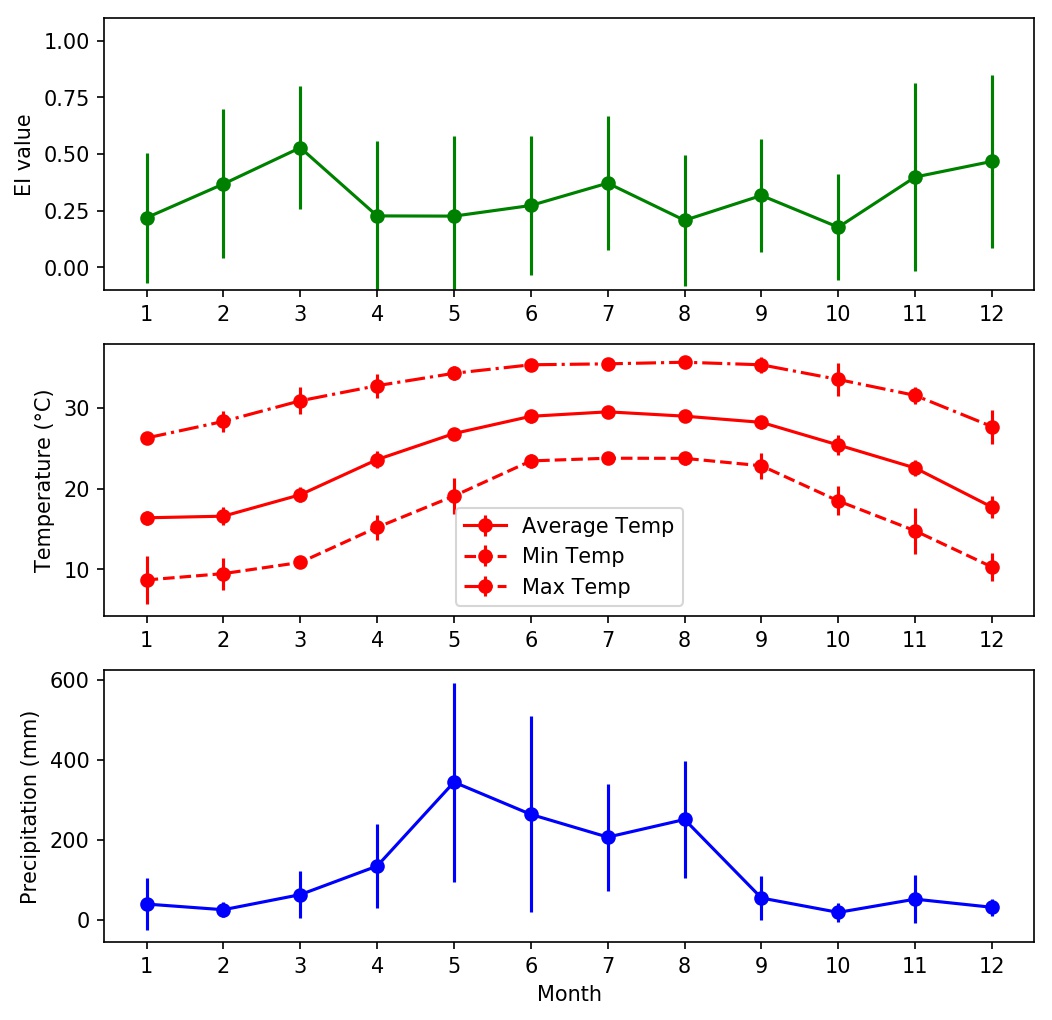 EI value
1.00
0.75
0.50
0.25
0.00
1 2 3 4 5 6 7 8 9 10 11 12
Temperature (°C)
30
20
10
Average Temp
Min Temp
Max Temp
1 2 3 4 5 6 7 8 9 10 11 12
Precipitation (mm)
600
400
200
0
1 2 3 4 5 6 7 8 9 10 11 12
Month